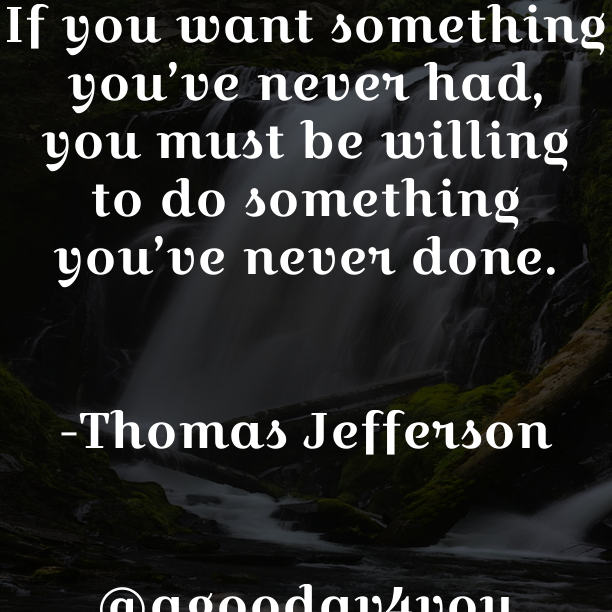 If you want something
you've never had,
you must be willing
to do something
you've never done.
-Thomas Jefferson
@agooday4you